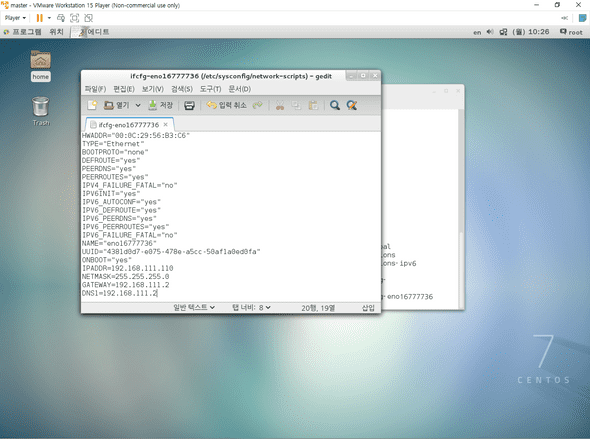 master - VMware Workstation 15 Player (Non-commercial use only)
Player
프로그램 위치 지에디트 en (월) 10:26 root
home
Trash
ifcfg-eno16777736 (/etc/sysconfig/network-scripts) - gedit
파일(F) 편집(E) 보기(V) 검색(S) 도구(T) 문서(D)
열기 저장 입력 취소
ifcfg-eno16777736
HWADDR="00:0C:29:56:B3:C6"
TYPE="Ethernet"
BOOTPROTO="none"
DEFROUTE="yes"
PEERDNS="yes"
PEERROUTES="yes"
IPV4_FAILURE_FATAL="no"
IPV6INIT="yes"
IPV6_AUTOCONF="yes"
IPV6_DEFROUTE="yes"
IPV6_PEERDNS="yes"
IPV6_PEERROUTES="yes"
IPV6_FAILURE_FATAL="no"
NAME="eno16777736"
UUID="4381d0d7-e075-478e-a5cc-50af1a0ed0fa"
ONBOOT="yes"
IPADDR=192.168.111.110
NETMASK=255.255.255.0
GATEWAY=192.168.111.2
DNS1=192.168.111.2
일반 텍스트 탭 너비: 8 20행, 19열 삽입
al
ons
ons-ipv6
g-eno16777736
7
CENTOS